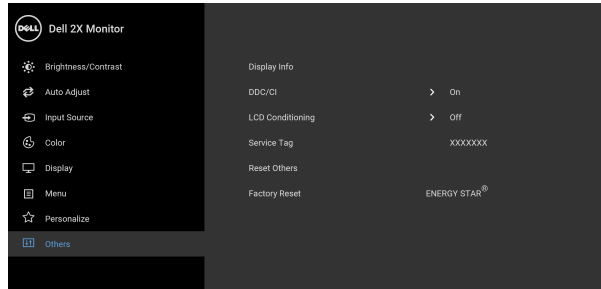 DELL Dell 2X Monitor
Brightness/Contrast
Auto Adjust
Input Source
Color
Display
Menu
Personalize
Others
Display Info
DDC/CI > On
LCD Conditioning > Off
Service Tag XXXXXXX
Reset Others
Factory Reset ENERGY STAR®